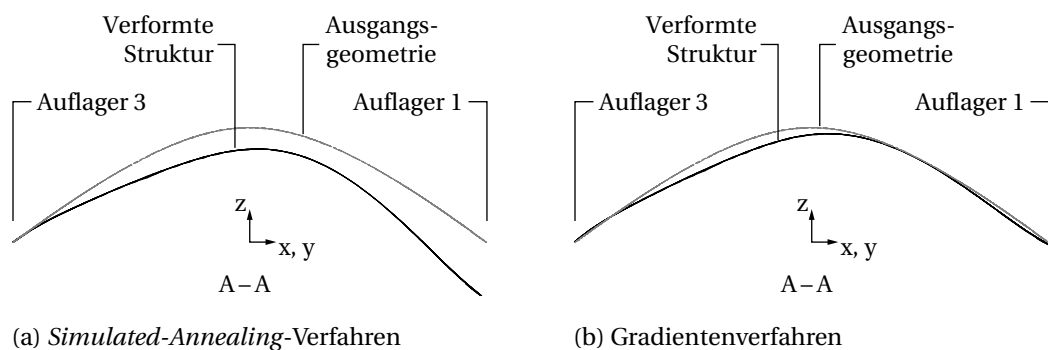 Verformte
Struktur
Ausgangs-
geometrie
Auflager 3
Auflager 1
z
x, y
A – A
(a) Simulated-Annealing-Verfahren
Verformte
Struktur
Ausgangs-
geometrie
Auflager 3
Auflager 1
z
x, y
A – A
(b) Gradientenverfahren